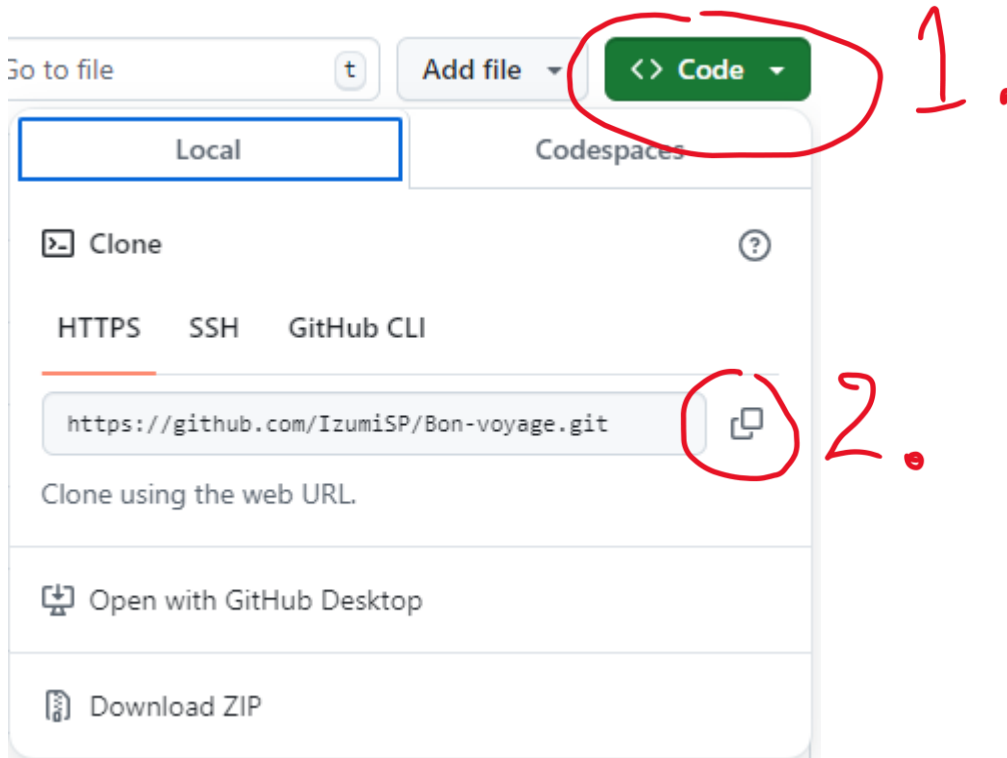 Go to file t Add file <> Code 1.
Local Codespaces
Clone
HTTPS SSH GitHub CLI
https://github.com/IzumiSP/Bon-voyage.git 2.
Clone using the web URL.
Open with GitHub Desktop
Download ZIP